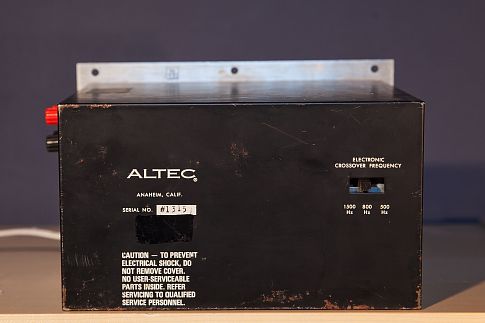 ALTEC®
ANAHEIM, CALIF.
SERIAL NO. #1315
CAUTION — TO PREVENT
ELECTRICAL SHOCK, DO
NOT REMOVE COVER.
NO USER-SERVICEABLE
PARTS INSIDE. REFER
SERVICING TO QUALIFIED
SERVICE PERSONNEL.
ELECTRONIC
CROSSOVER FREQUENCY
1500 800 500
Hz Hz Hz